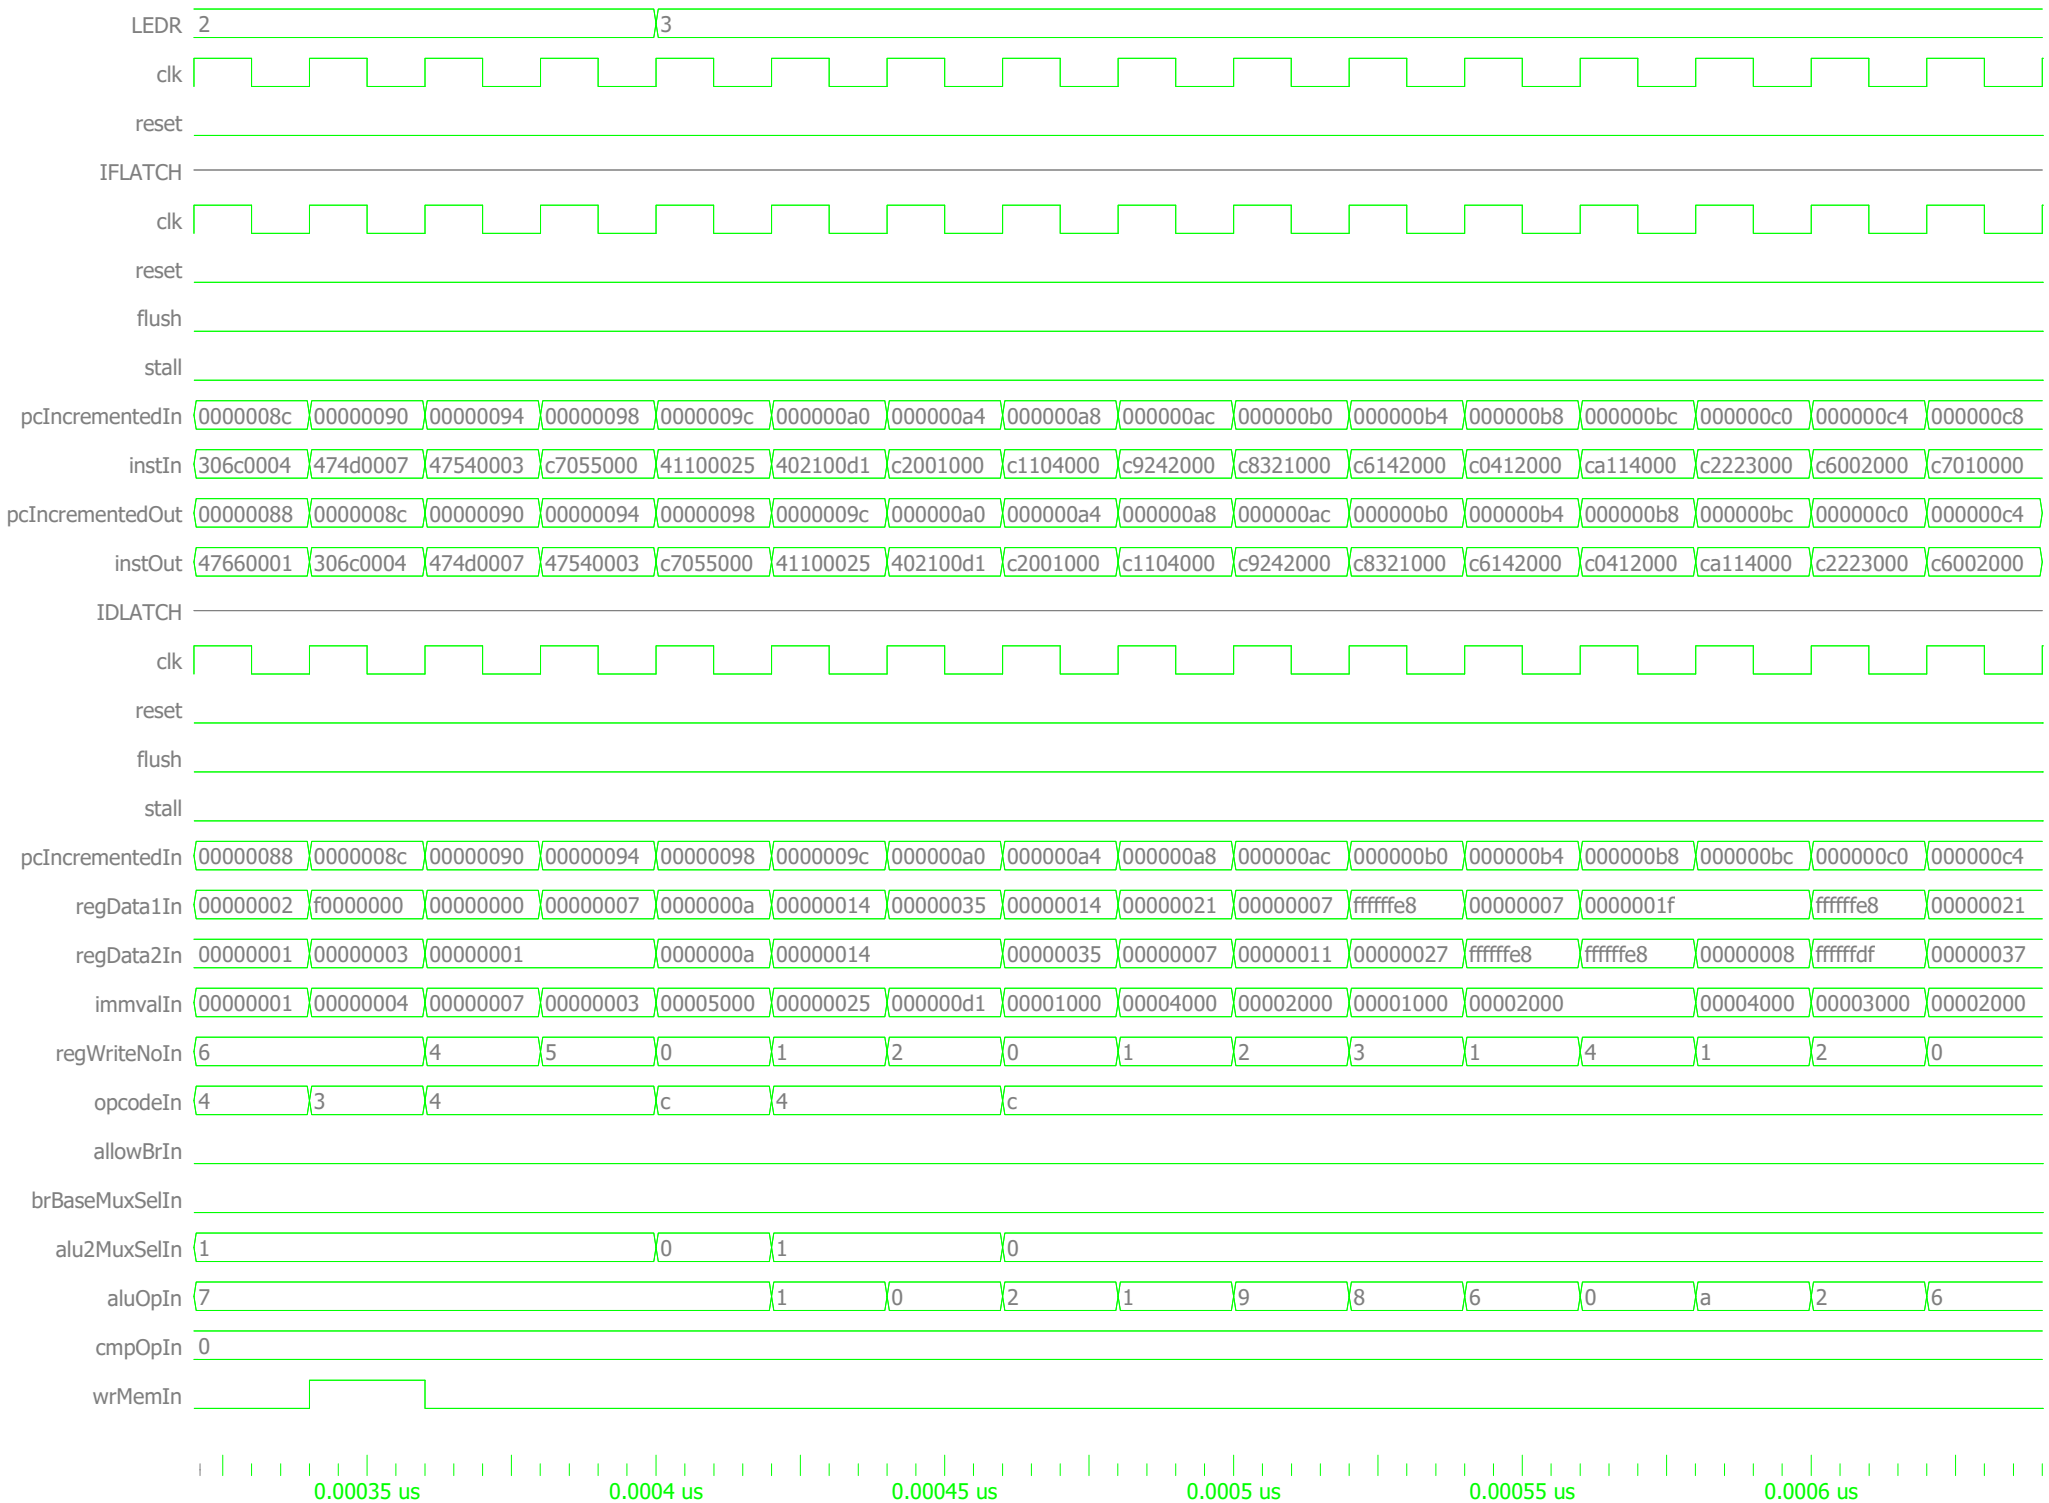 LEDR 2 3
clk
reset
IFLATCH
clk
reset
flush
stall
pcIncrementedIn 0000008c 00000090 00000094 00000098 0000009c 000000a0 000000a4 000000a8 000000ac 000000b0 000000b4 000000b8 000000bc 000000c0 000000c4 000000c8
instIn 306c0004 474d0007 47540003 c7055000 41100025 402100d1 c2001000 c1104000 c9242000 c8321000 c6142000 c0412000 ca114000 c2223000 c6002000 c7010000
pcIncrementedOut 00000088 0000008c 00000090 00000094 00000098 0000009c 000000a0 000000a4 000000a8 000000ac 000000b0 000000b4 000000b8 000000bc 000000c0 000000c4
instOut 47660001 306c0004 474d0007 47540003 c7055000 41100025 402100d1 c2001000 c1104000 c9242000 c8321000 c6142000 c0412000 ca114000 c2223000 c6002000
IDLATCH
clk
reset
flush
stall
pcIncrementedIn 00000088 0000008c 00000090 00000094 00000098 0000009c 000000a0 000000a4 000000a8 000000ac 000000b0 000000b4 000000b8 000000bc 000000c0 000000c4
regData1In 00000002 f0000000 00000000 00000007 0000000a 00000014 00000035 00000014 00000021 00000007 ffffffe8 00000007 0000001f ffffffe8 00000021
regData2In 00000001 00000003 00000001 0000000a 00000014 00000035 00000007 00000011 00000027 ffffffe8 ffffffe8 00000008 ffffffdf 00000037
immvalIn 00000001 00000004 00000007 00000003 00005000 00000025 000000d1 00001000 00004000 00002000 00001000 00002000 00004000 00003000 00002000
regWriteNoIn 6 4 5 0 1 2 0 1 2 3 1 4 1 2 0
opcodeIn 4 3 4 c 4 c
allowBrIn
brBaseMuxSelIn
alu2MuxSelIn 1 0 1 0
aluOpIn 7 1 0 2 1 9 8 6 0 a 2 6
cmpOpIn 0
wrMemIn
0.00035 us 0.0004 us 0.00045 us 0.0005 us 0.00055 us 0.0006 us